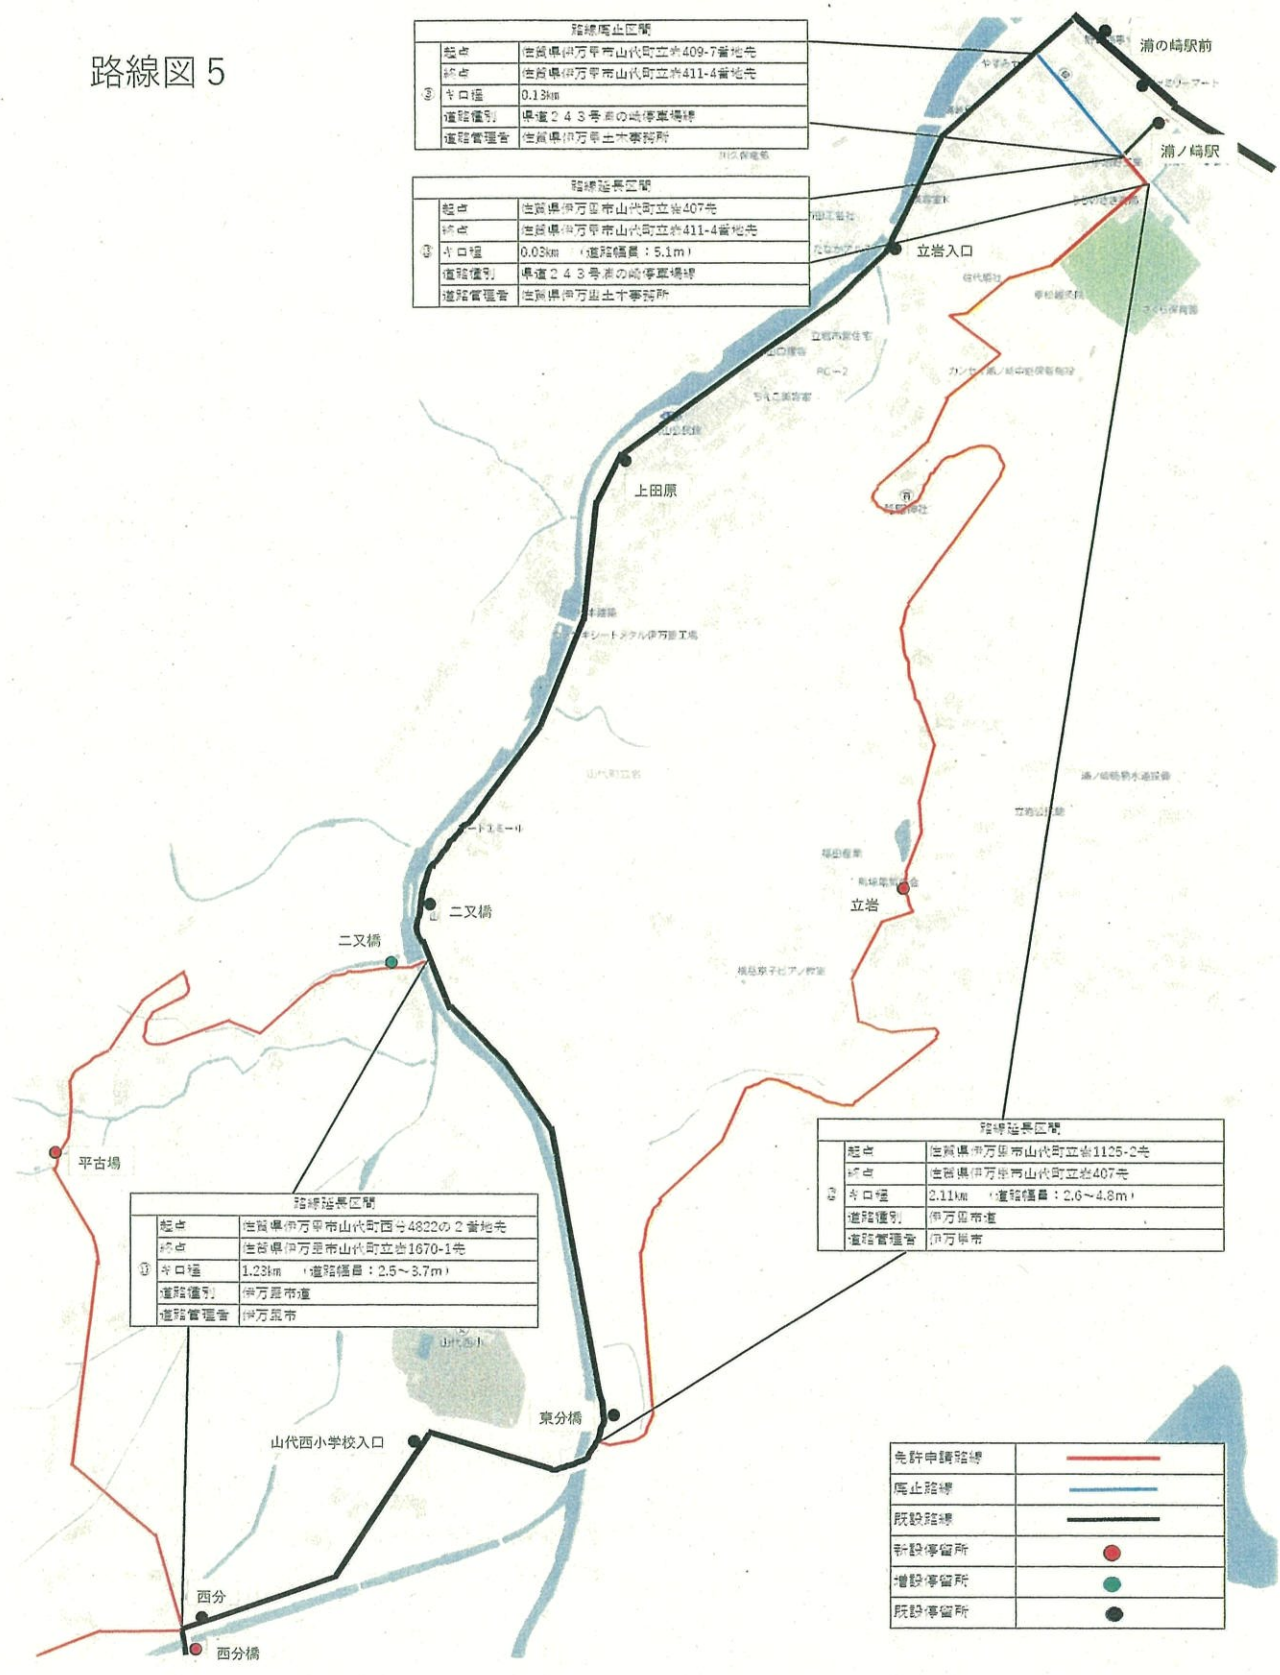 路線図5
路線廃止区間
起点 佐賀県伊万里市山代町立岩409-7番地先
終点 佐賀県伊万里市山代町立岩411-4番地先
キロ程 0.13km
道路種別 県道243号浦の崎停車場線
道路管理者 佐賀県伊万里土木事務所
路線延長区間
起点 佐賀県伊万里市山代町立岩407先
終点 佐賀県伊万里市山代町立岩411-4番地先
キロ程 0.03km （道路幅員：5.1m）
道路種別 県道243号浦の崎停車場線
道路管理者 佐賀県伊万里土木事務所
浦の崎駅前
浦ノ崎駅
立岩入口
上田原
山代町立岩
立岩公民館
二又橋
二又橋
立岩
平古場
路線延長区間
② 起点 佐賀県伊万里市山代町立岩1125-2先
終点 佐賀県伊万里市山代町立岩407先
キロ程 2.11km （道路幅員：2.6～4.8m）
道路種別 伊万里市道
道路管理者 伊万里市
路線延長区間
起点 佐賀県伊万里市山代町西分4822の2番地先
終点 佐賀県伊万里市山代町立岩1670-1先
キロ程 1.23km （道路幅員：2.5～3.7m）
道路種別 伊万里市道
道路管理者 伊万里市
山代西小
東分橋
山代西小学校入口
西分
西分橋
免許申請路線
廃止路線
既設路線
新設停留所
増設停留所
既設停留所